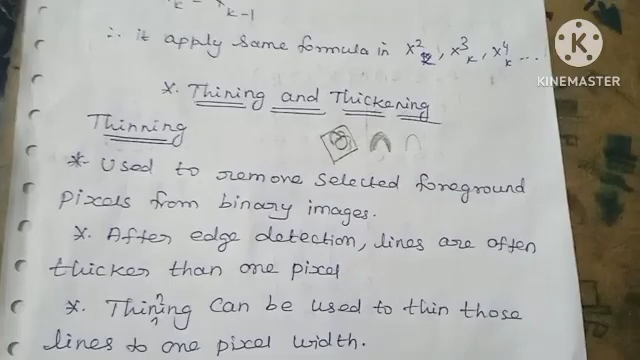 k k-1
∴ it apply same formula in x²k, x³k, x⁴k ...
K
KINEMASTER
*. Thining and Thickening
Thinning
* Used to remove selected foreground
pixels from binary images.
*. After edge detection, lines are often
thicker than one pixel
*. Thinning can be used to thin those
lines to one pixel width.